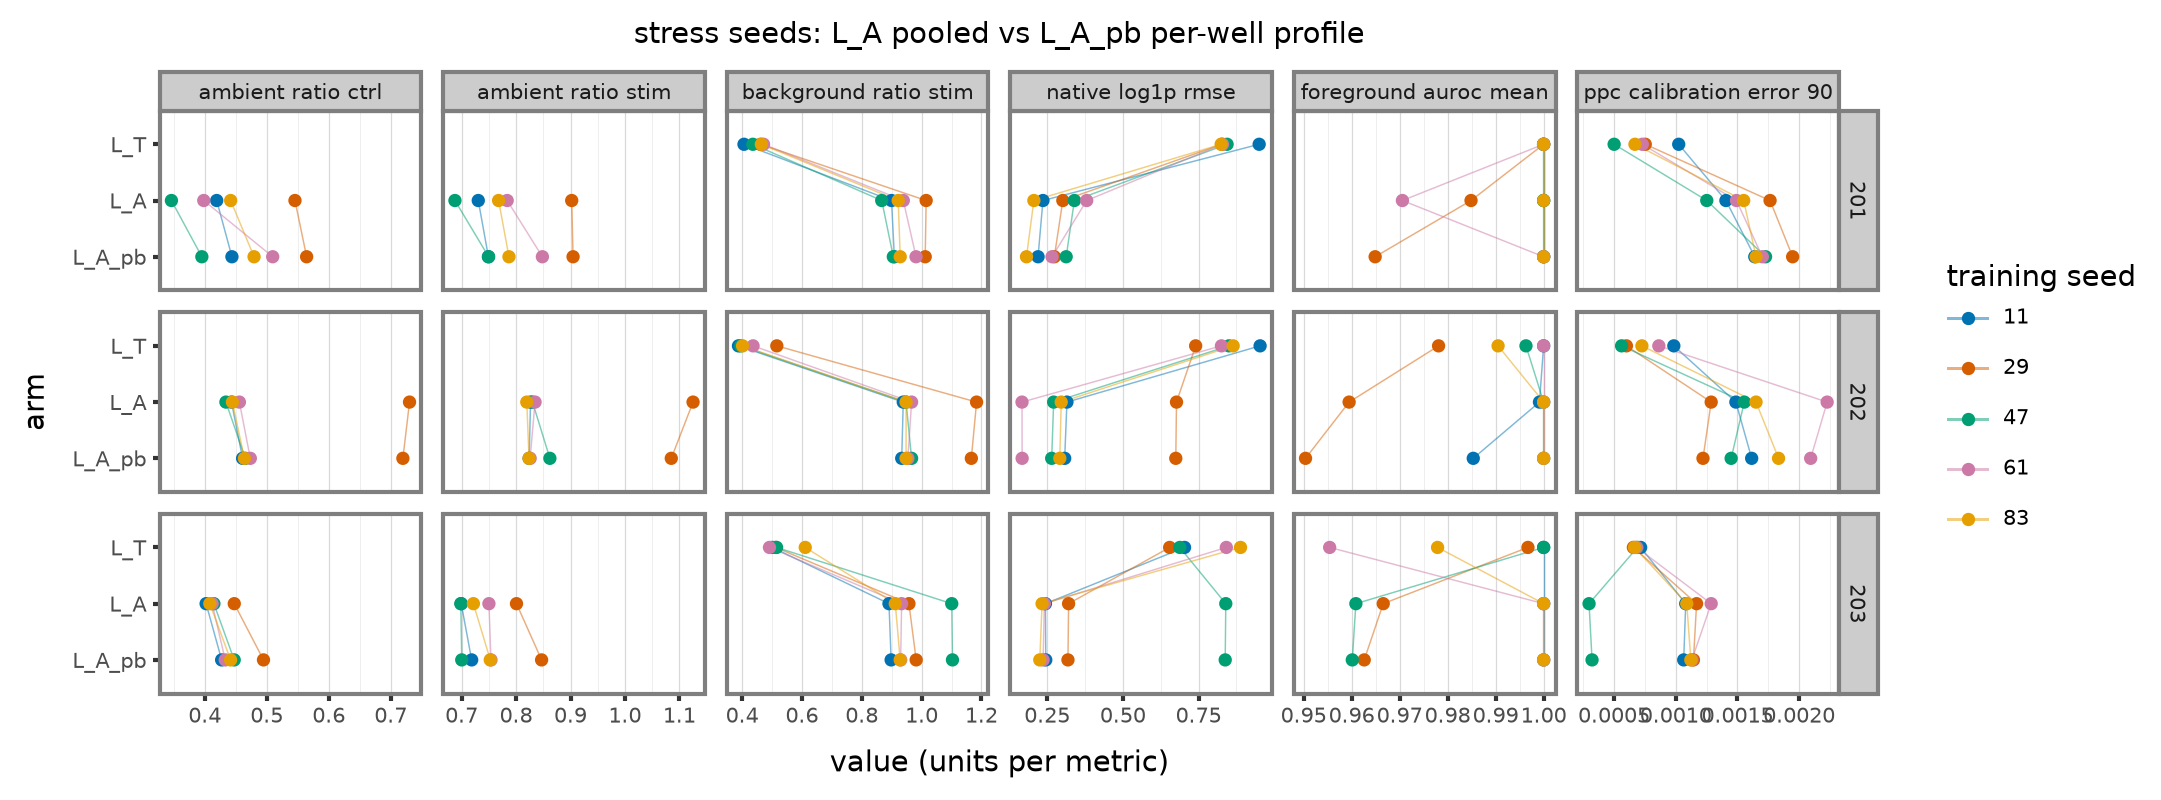 stress seeds: L_A pooled vs L_A_pb per-well profile
ambient ratio ctrl
ambient ratio stim
background ratio stim
native log1p rmse
foreground auroc mean
ppc calibration error 90
L_T
L_A
L_A_pb
201
L_T
L_A
L_A_pb
202
L_T
L_A
L_A_pb
203
arm
0.4 0.5 0.6 0.7
0.7 0.8 0.9 1.0 1.1
0.4 0.6 0.8 1.0 1.2
0.25 0.50 0.75
0.95 0.96 0.97 0.98 0.99 1.00
0.0005 0.0010 0.0015 0.0020
value (units per metric)
training seed
11
29
47
61
83